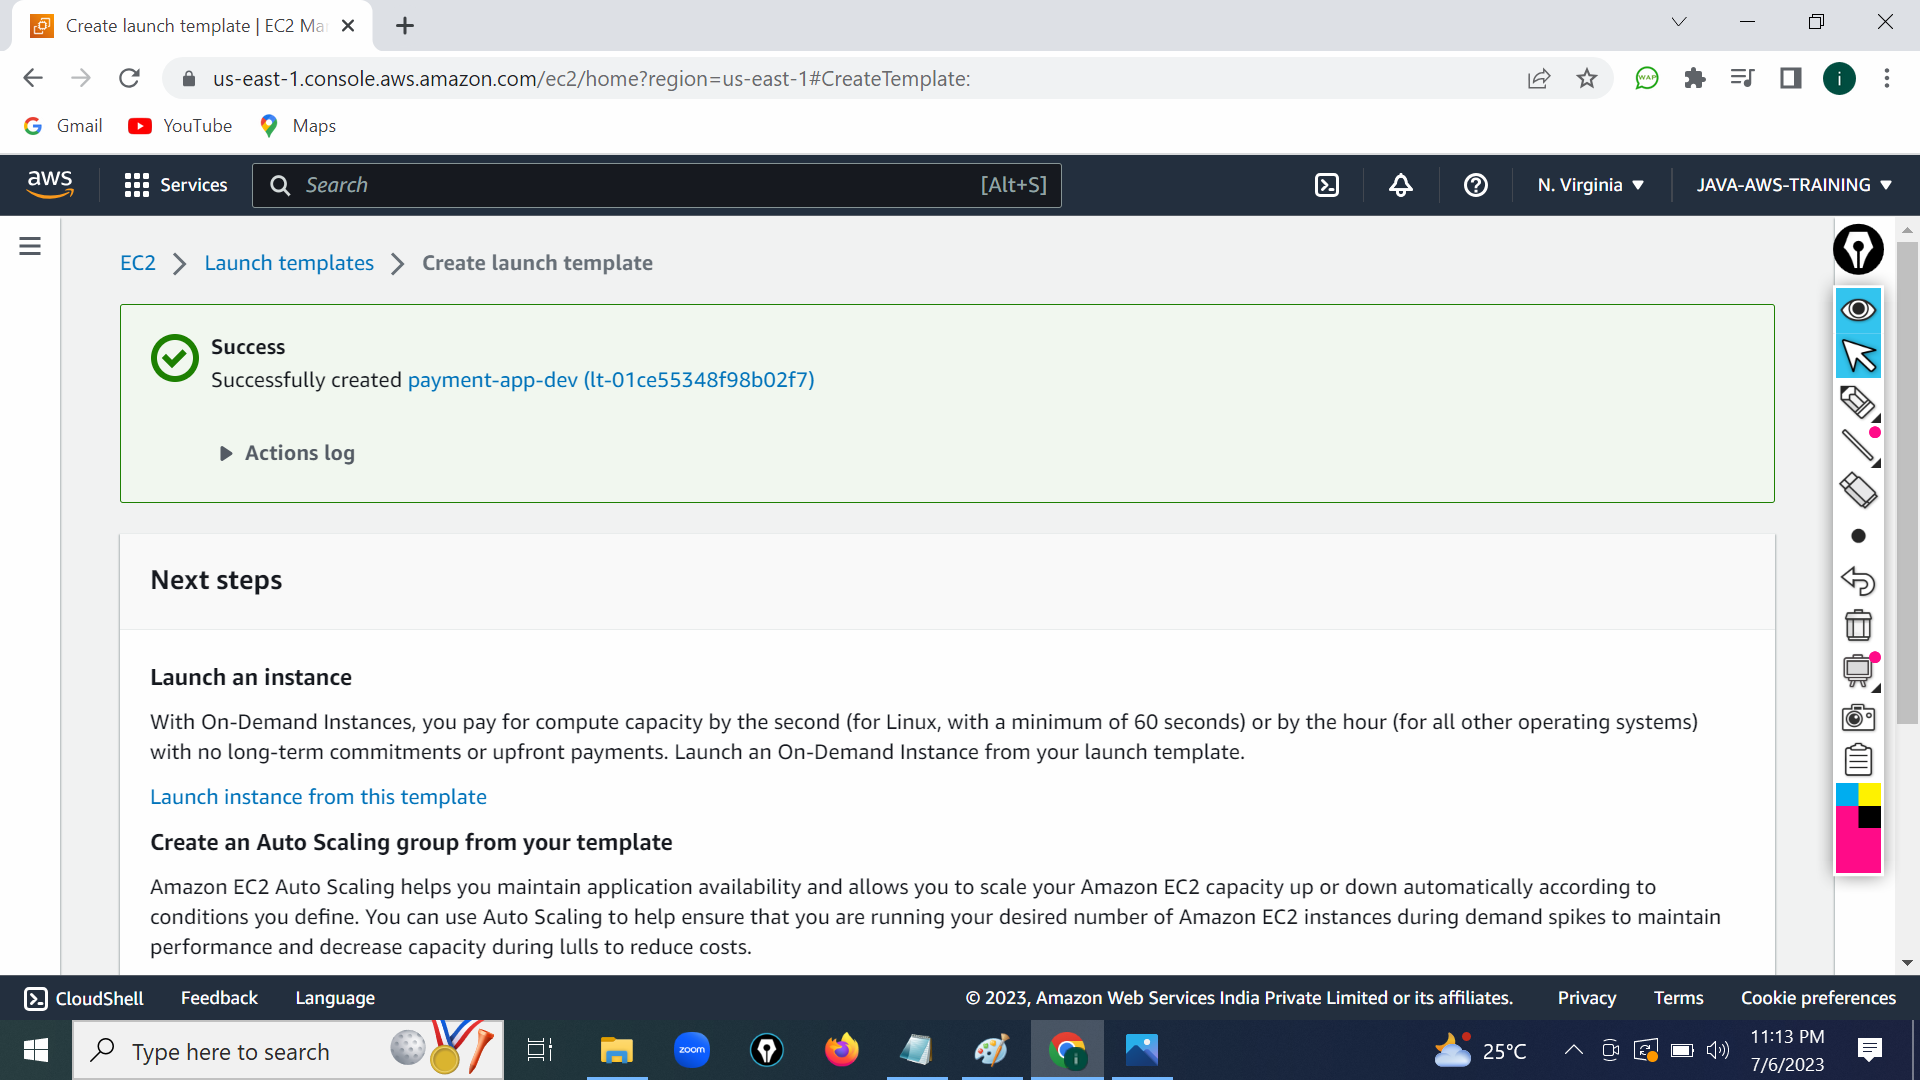 Create launch template | EC2 Ma
us-east-1.console.aws.amazon.com/ec2/home?region=us-east-1#CreateTemplate:
WAP
i
Gmail
YouTube
Maps
aws
Services
Search
[Alt+S]
N. Virginia
JAVA-AWS-TRAINING
EC2
Launch templates
Create launch template
Success
Successfully created payment-app-dev (lt-01ce55348f98b02f7)
Actions log
Next steps
Launch an instance
With On-Demand Instances, you pay for compute capacity by the second (for Linux, with a minimum of 60 seconds) or by the hour (for all other operating systems)
with no long-term commitments or upfront payments. Launch an On-Demand Instance from your launch template.
Launch instance from this template
Create an Auto Scaling group from your template
Amazon EC2 Auto Scaling helps you maintain application availability and allows you to scale your Amazon EC2 capacity up or down automatically according to
conditions you define. You can use Auto Scaling to help ensure that you are running your desired number of Amazon EC2 instances during demand spikes to maintain
performance and decrease capacity during lulls to reduce costs.
CloudShell
Feedback
Language
© 2023, Amazon Web Services India Private Limited or its affiliates.
Privacy
Terms
Cookie preferences
Type here to search
zoom
i
25°C
11:13 PM
7/6/2023